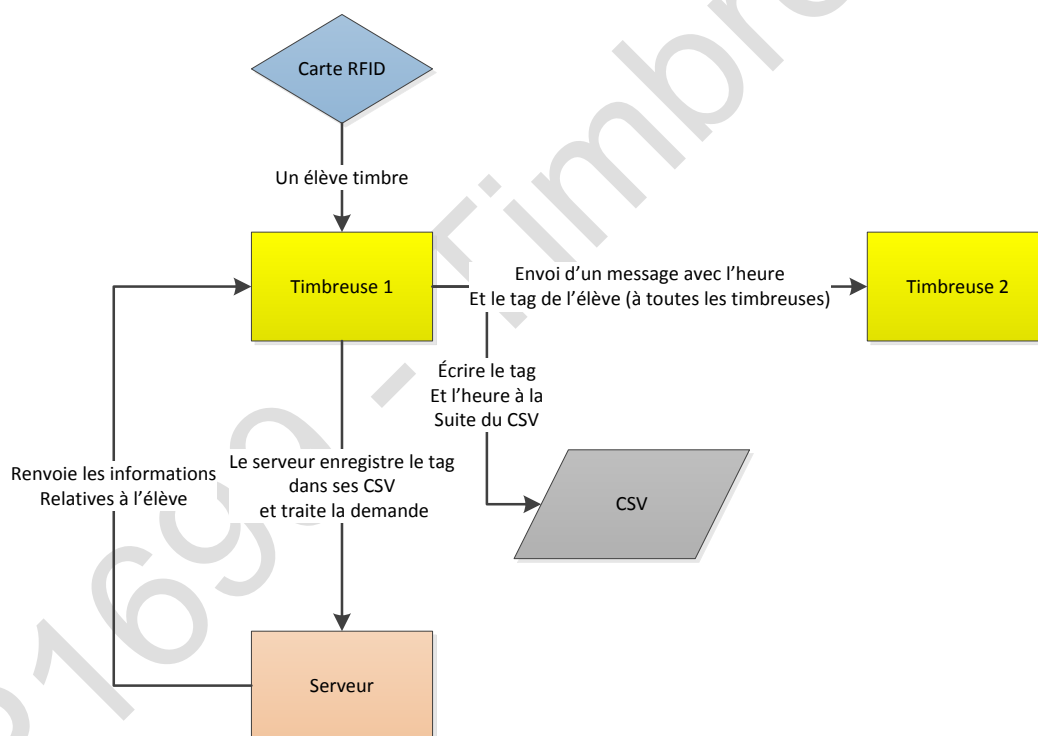 Carte RFID
Un élève timbre
Timbreuse 1
Envoi d'un message avec l'heure
Et le tag de l'élève (à toutes les timbreuses)
Timbreuse 2
Écrire le tag
Et l'heure à la
Suite du CSV
Renvoie les informations
Relatives à l'élève
Le serveur enregistre le tag
dans ses CSV
et traite la demande
CSV
Serveur